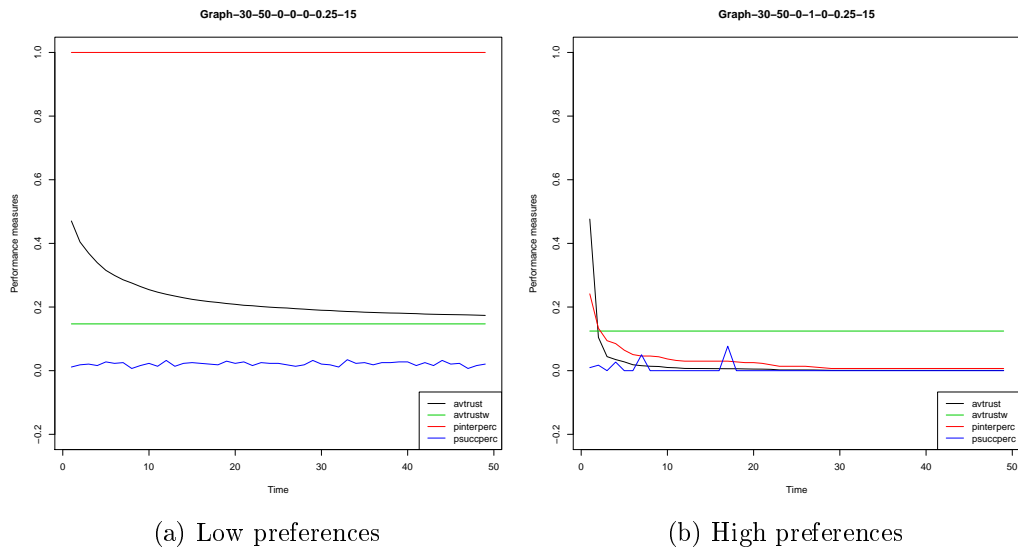 Graph−30−50−0−0−0−0.25−15
Performance measures
1.0
0.8
0.6
0.4
0.2
0.0
−0.2
0 10 20 30 40 50
Time
avtrust
avtrustw
pinterperc
psuccperc
(a) Low preferences
Graph−30−50−0−1−0−0.25−15
Performance measures
1.0
0.8
0.6
0.4
0.2
0.0
−0.2
0 10 20 30 40 50
Time
avtrust
avtrustw
pinterperc
psuccperc
(b) High preferences